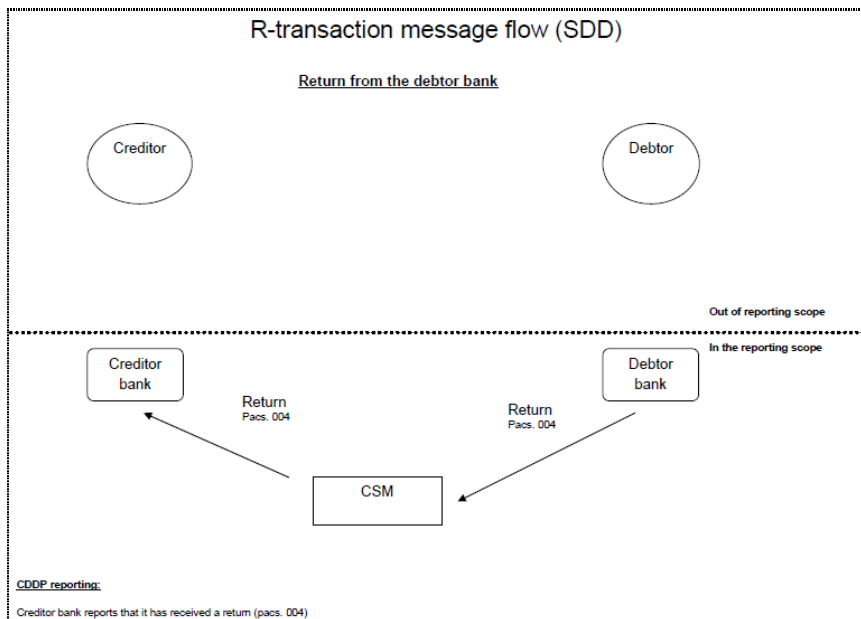 R-transaction message flow (SDD)
Return from the debtor bank
Creditor
Debtor
Out of reporting scope
In the reporting scope
Creditor
bank
Debtor
bank
Return
Pacs. 004
Return
Pacs. 004
CSM
CDDP reporting:
Creditor bank reports that it has received a return (pacs. 004)